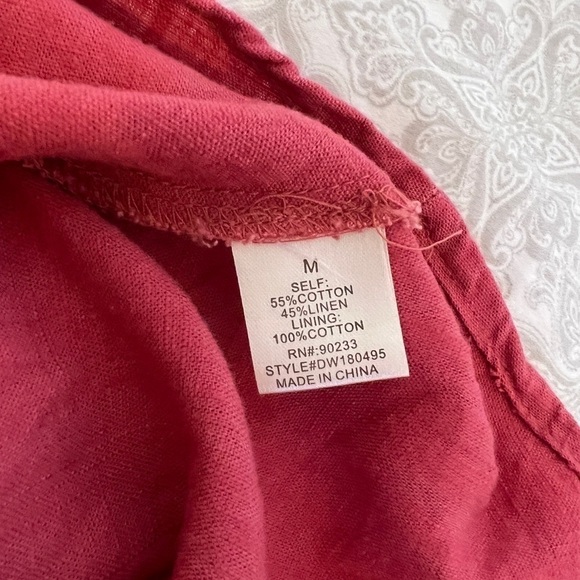 M
SELF:
55%COTTON
45%LINEN
LINING:
100%COTTON
RN#:90233
STYLE#DW180495
MADE IN CHINA